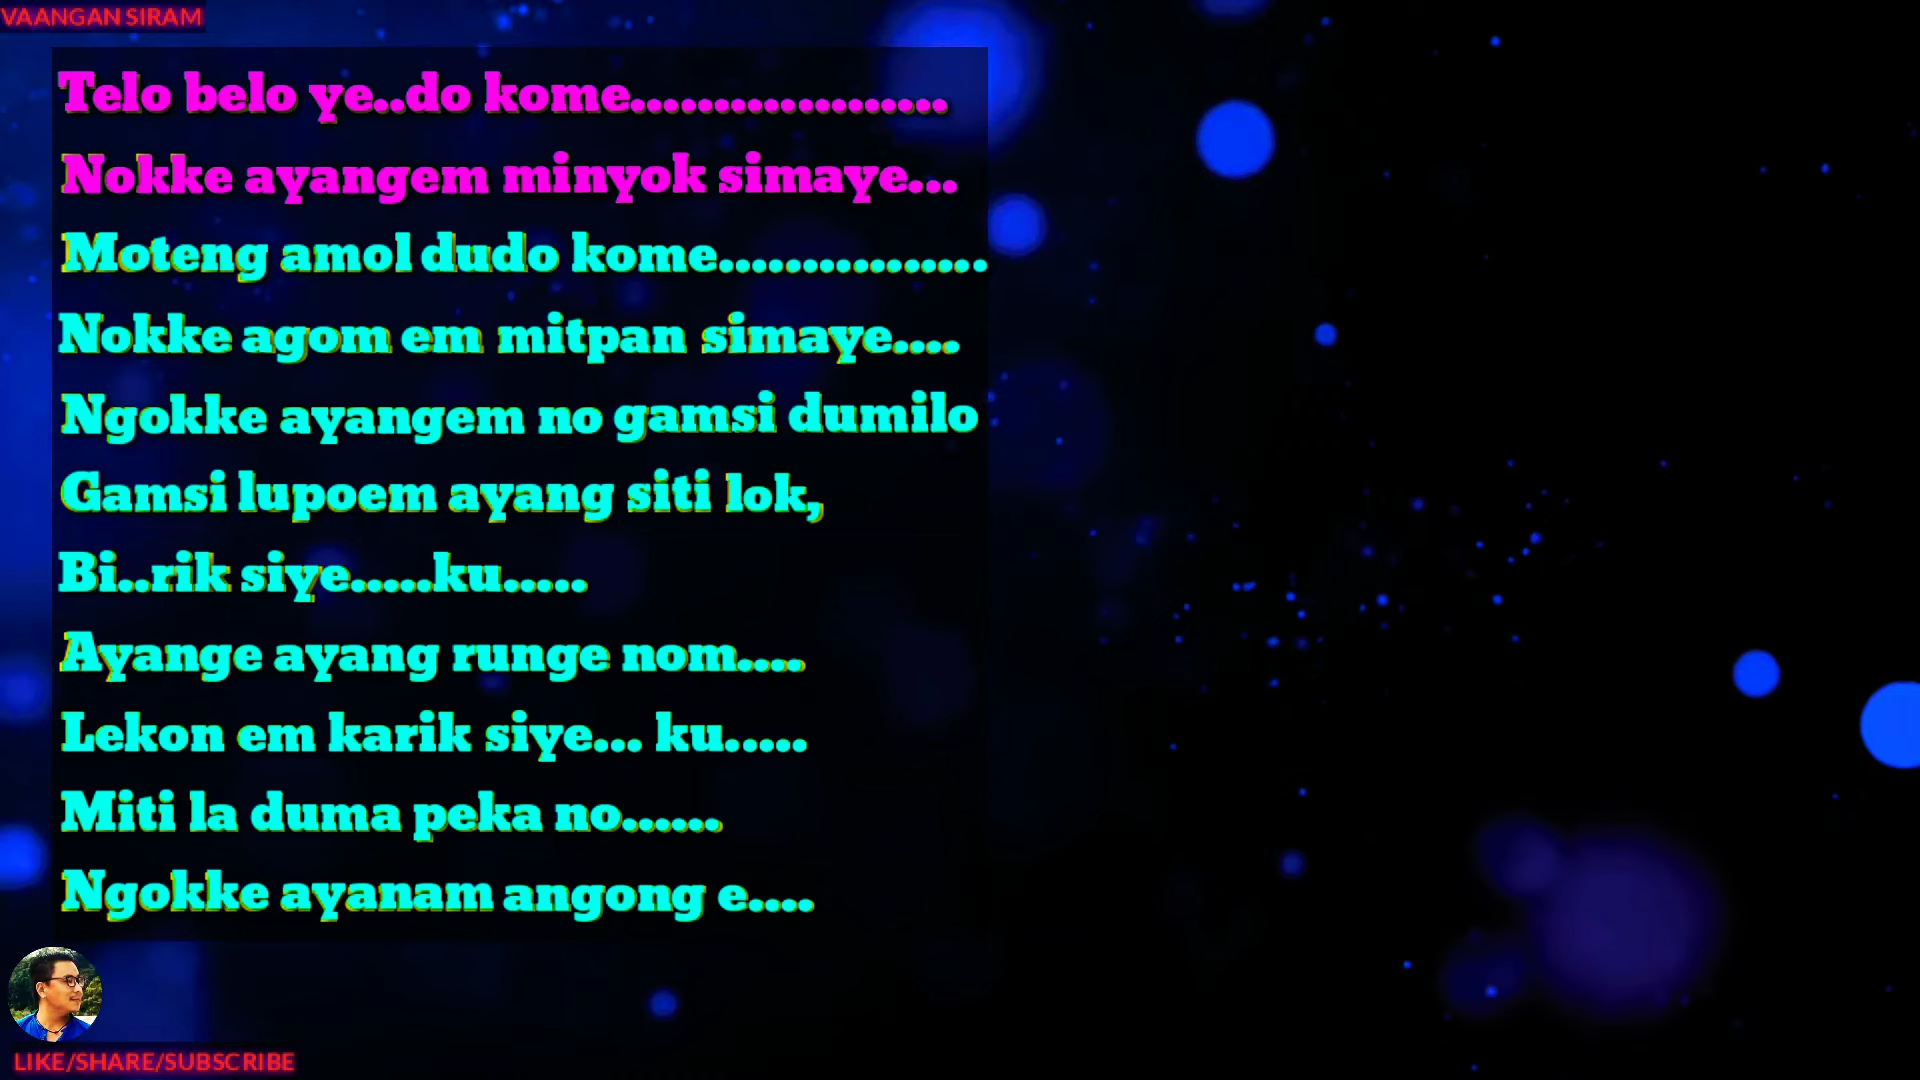 VAANGAN SIRAM
Telo belo ye..do kome...................
Nokke ayangem minyok simaye...
Moteng amol dudo kome................
Nokke agom em mitpan simaye....
Ngokke ayangem no gamsi dumilo
Gamsi lupoem ayang siti lok,
Bi..rik siye.....ku.....
Ayange ayang runge nom....
Lekon em karik siye... ku.....
Miti la duma peka no......
Ngokke ayanam angong e....
LIKE/SHARE/SUBSCRIBE